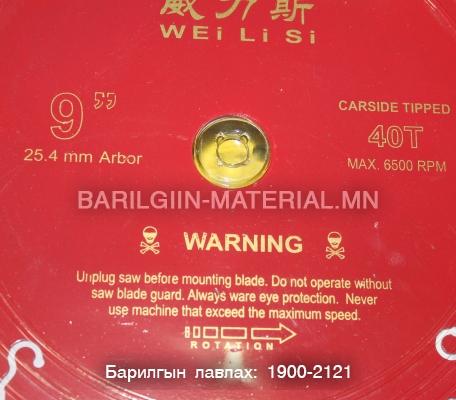 威力斯
WEi Li Si
9”
25.4 mm Arbor
CARSIDE TIPPED
40T
MAX. 6500 RPM
BARILGIIN-MATERIAL.MN
WARNING
Unplug saw before mounting blade. Do not operate without
saw blade guard. Always ware eye protection. Never
use machine that exceed the maximum speed.
ROTATION
Барилгын лавлах: 1900-2121